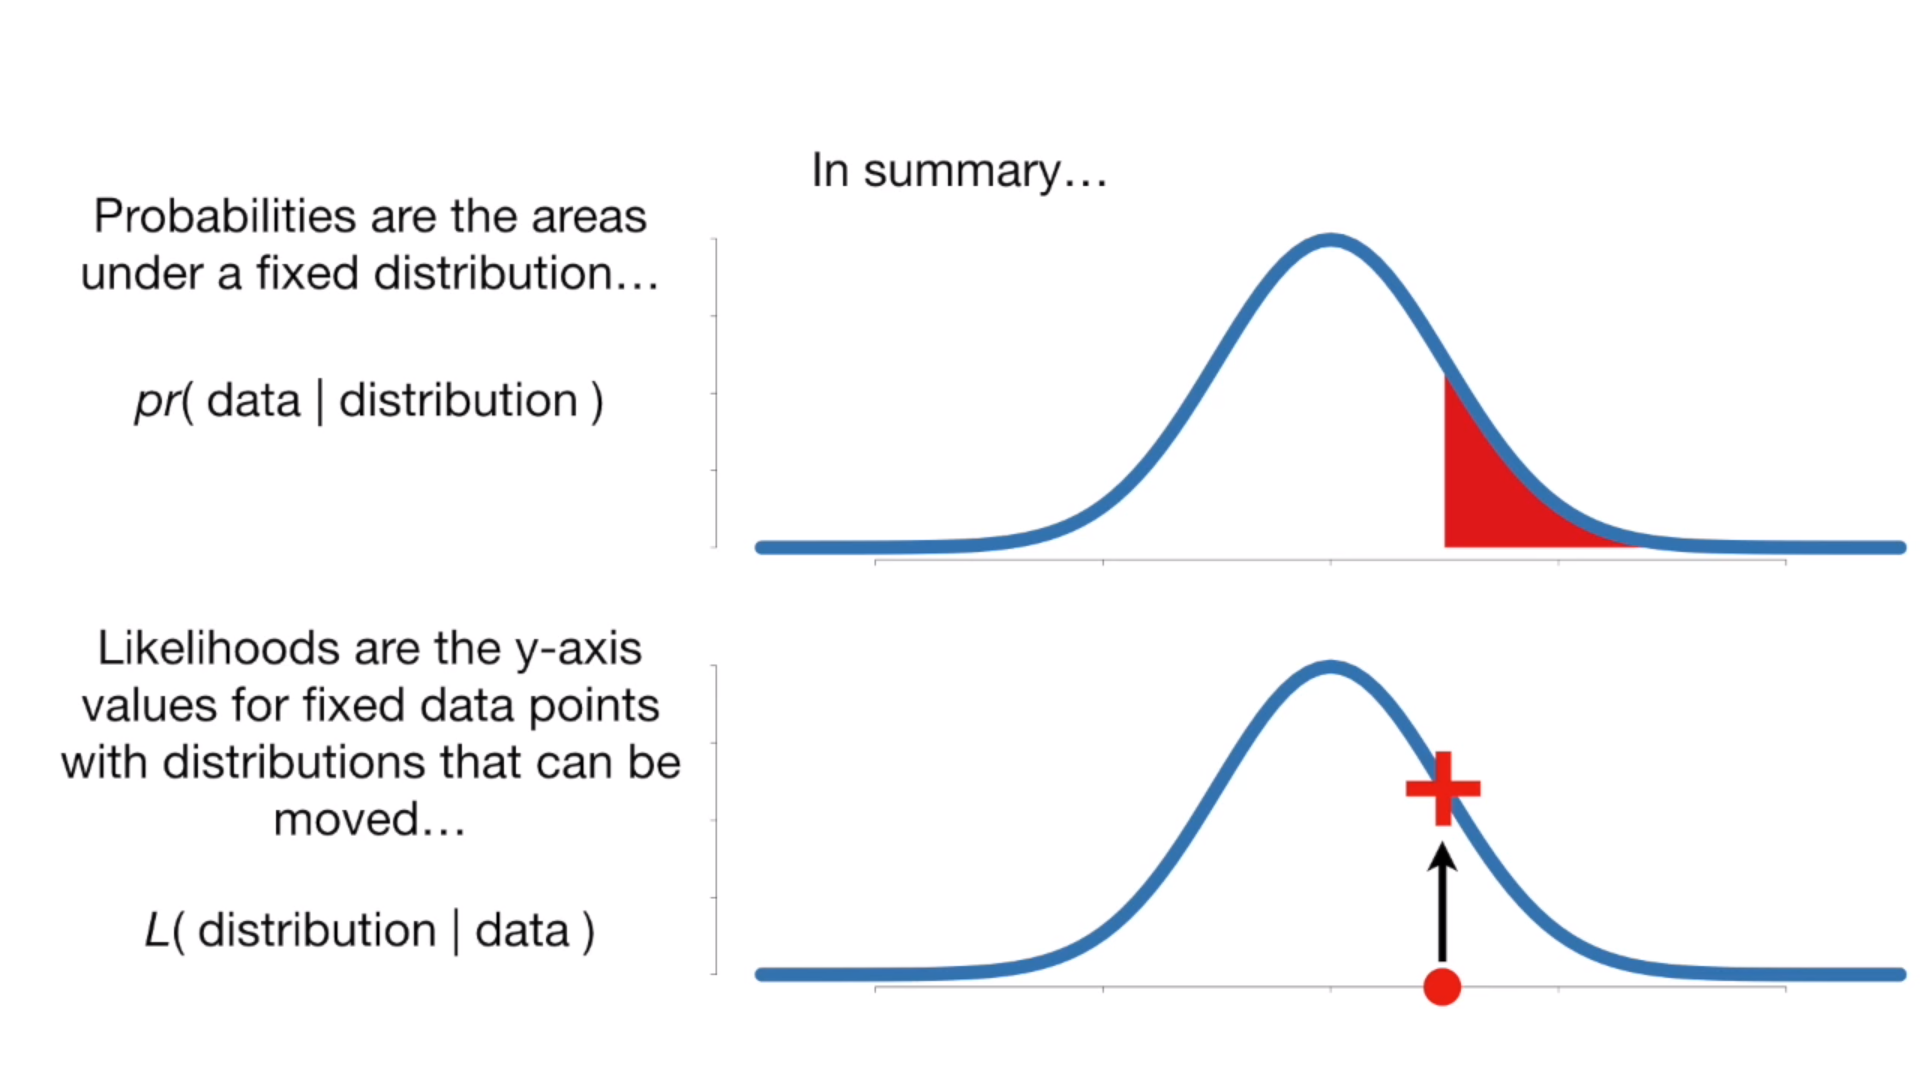 In summary…
Probabilities are the areas
under a fixed distribution…
pr( data | distribution )
Likelihoods are the y-axis
values for fixed data points
with distributions that can be
moved…
L( distribution | data )